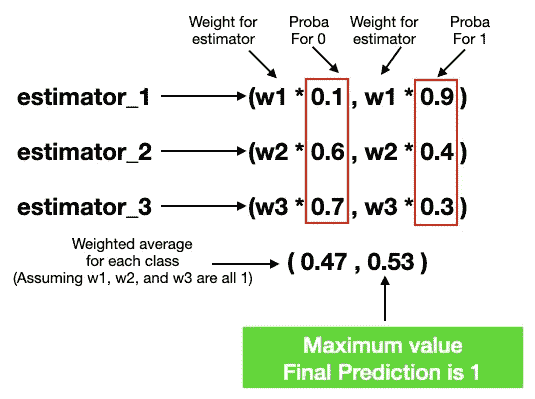 Weight for
estimator
Proba
For 0
Weight for
estimator
Proba
For 1
estimator_1
(w1 * 0.1 , w1 * 0.9 )
estimator_2
(w2 * 0.6 , w2 * 0.4 )
estimator_3
(w3 * 0.7 , w3 * 0.3 )
Weighted average
for each class
(Assuming w1, w2, and w3 are all 1)
( 0.47 , 0.53 )
Maximum value
Final Prediction is 1